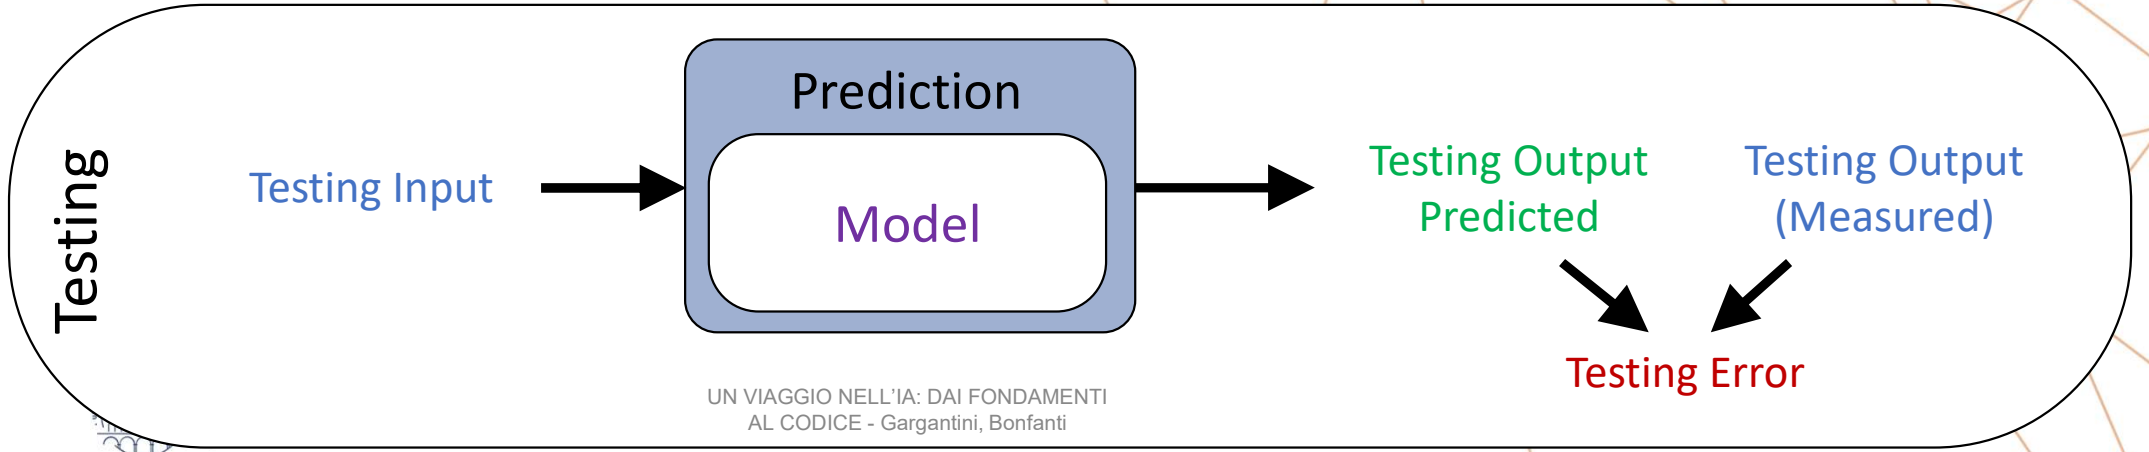 Testing
Testing Input
Prediction
Model
Testing Output
Predicted
Testing Output
(Measured)
Testing Error
UN VIAGGIO NELL'IA: DAI FONDAMENTI
AL CODICE - Gargantini, Bonfanti